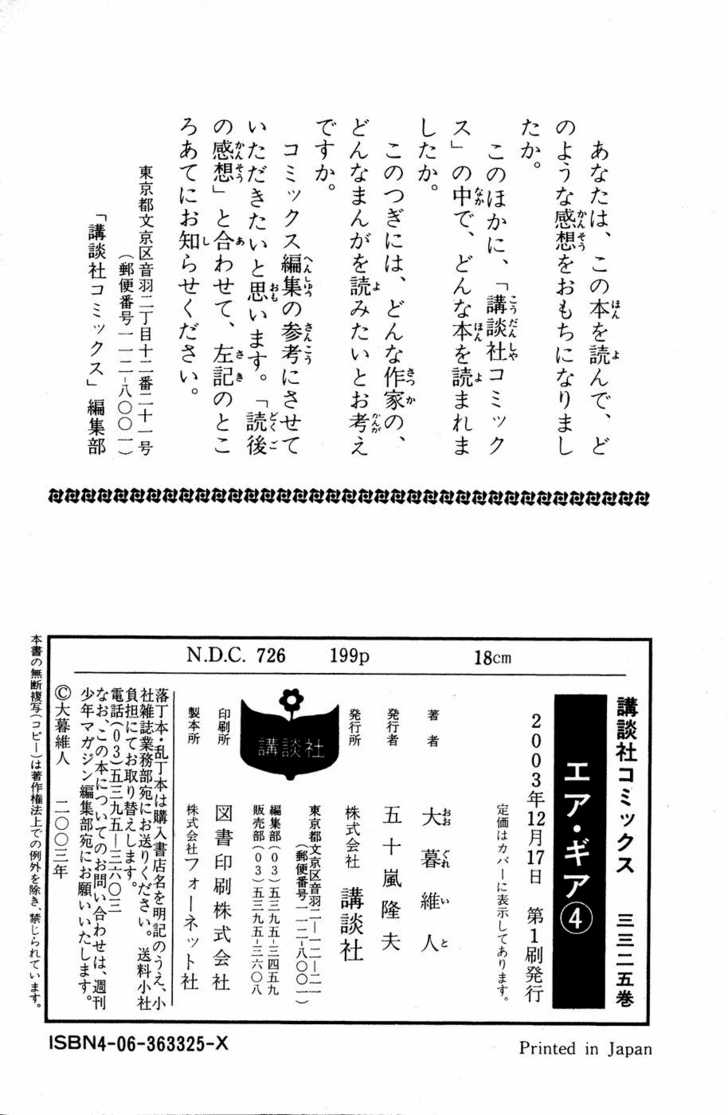 あなたは、この本を読んで、ど
のような感想をおもちになりまし
たか。
このほかに、「講談社コミック
ス」の中で、どんな本を読まれま
したか。
このつぎには、どんな作家の、
どんなまんがを読みたいとお考え
ですか。
コミックス編集の参考にさせて
いただきたいと思います。「読後
の感想」と合わせて、左記のとこ
ろあてにお知らせください。
東京都文京区音羽二丁目十二番二十一号
(郵便番号一一二-八〇〇一)
「講談社コミックス」編集部
N.D.C. 726 199p 18cm
講談社コミックス 三三二五巻
エア・ギア④
2003年12月17日 第1刷発行
定価はカバーに表示してあります。
著者 大暮維人
発行者 五十嵐隆夫
発行所 株式会社 講談社
東京都文京区音羽二-一二-二一
(郵便番号一一二-八〇〇一)
編集部(03)五三九五-三四五九
販売部(03)五三九五-三六〇八
講談社
印刷所 図書印刷株式会社
製本所 株式会社フォーネット社
落丁本・乱丁本は購入書店名を明記のうえ、小
社雑誌業務部宛にお送りください。送料小社
負担にてお取り替えします。
電話(03)五三九五-三六〇三
なお、この本についてのお問い合わせは、週刊
少年マガジン編集部宛にお願いいたします。
©大暮維人 二〇〇三年
本書の無断複写(コピー)は著作権法上での例外を除き、禁じられています。
ISBN4-06-363325-X
Printed in Japan